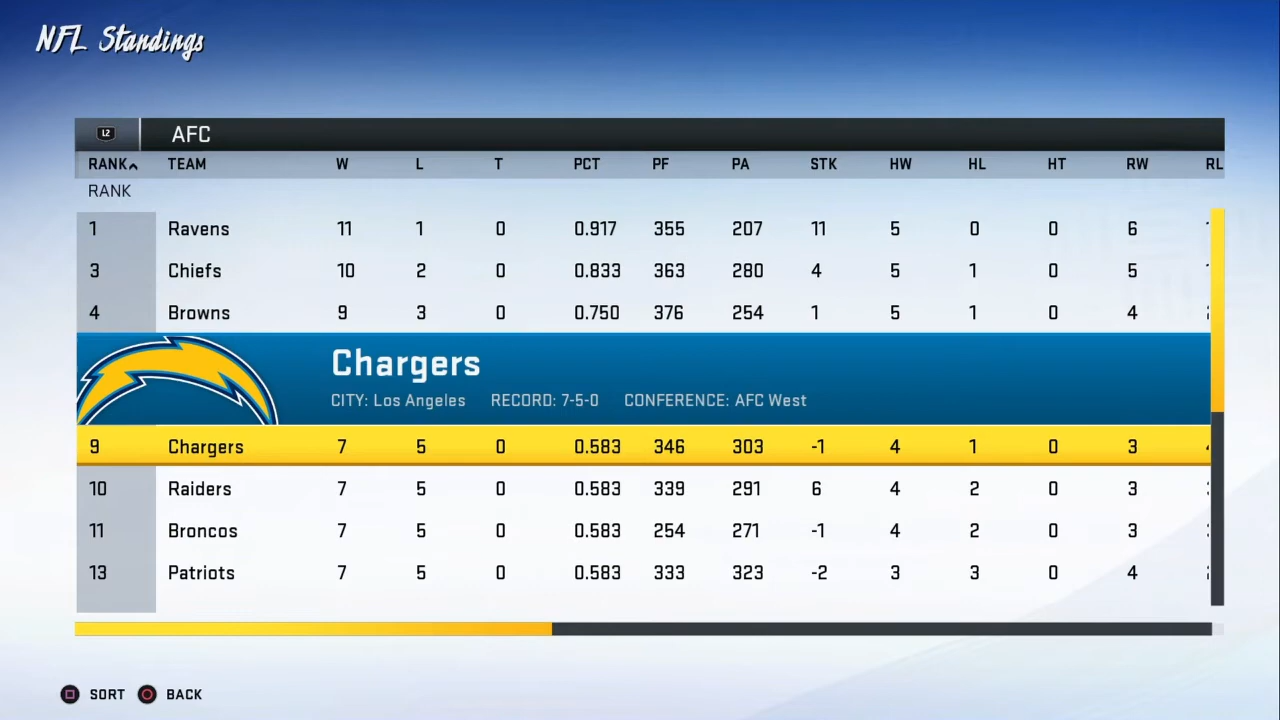 NFL Standings
L2 AFC
RANK TEAM W L T PCT PF PA STK HW HL HT RW RL
RANK
1 Ravens 11 1 0 0.917 355 207 11 5 0 0 6
3 Chiefs 10 2 0 0.833 363 280 4 5 1 0 5
4 Browns 9 3 0 0.750 376 254 1 5 1 0 4
Chargers
CITY: Los Angeles RECORD: 7-5-0 CONFERENCE: AFC West
9 Chargers 7 5 0 0.583 346 303 -1 4 1 0 3
10 Raiders 7 5 0 0.583 339 291 6 4 2 0 3
11 Broncos 7 5 0 0.583 254 271 -1 4 2 0 3
13 Patriots 7 5 0 0.583 333 323 -2 3 3 0 4
SORT BACK